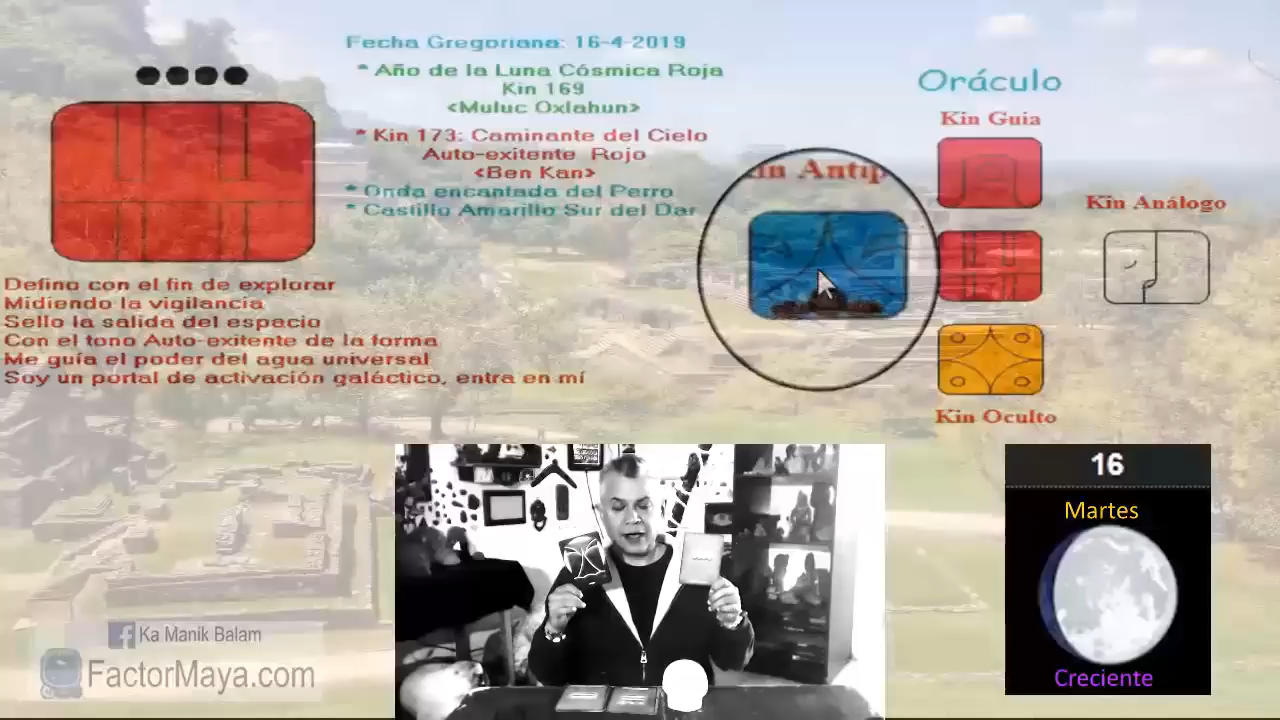 Fecha Gregoriana: 16-4-2019
* Año de la Luna Cósmica Roja
Kin 169
<Muluc Oxlahun>
* Kin 173: Caminante del Cielo
Auto-exitente Rojo
<Ben Kan>
* Onda encantada del Perro
* Castillo Amarillo Sur del Dar
Defino con el fin de explorar
Midiendo la vigilancia
Sello la salida del espacio
Con el tono Auto-exitente de la forma
Me guía el poder del agua universal
Soy un portal de activación galáctico, entra en mí
Oráculo
Kin Guia
in Antip
Kin Análogo
Kin Oculto
16
Martes
Creciente
Ka Manik Balam
FactorMaya.com